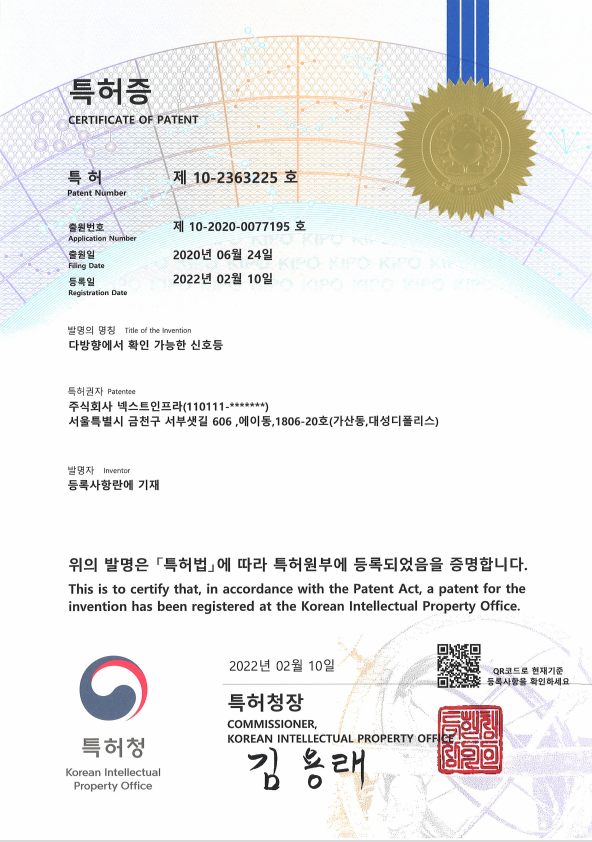 특허증
CERTIFICATE OF PATENT
특 허 제 10-2363225 호
Patent Number
출원번호 제 10-2020-0077195 호
Application Number
출원일 2020년 06월 24일
Filing Date
등록일 2022년 02월 10일
Registration Date
KIPO KIPO KIPO KIPO KIPO
발명의 명칭 Title of the Invention
다방향에서 확인 가능한 신호등
특허권자 Patentee
주식회사 넥스트인프라(110111-*******)
서울특별시 금천구 서부샛길 606 ,에이동,1806-20호(가산동,대성디폴리스)
발명자 Inventor
등록사항란에 기재
위의 발명은 「특허법」에 따라 특허원부에 등록되었음을 증명합니다.
This is to certify that, in accordance with the Patent Act, a patent for the
invention has been registered at the Korean Intellectual Property Office.
2022년 02월 10일
QR코드로 현재기준
등록사항을 확인하세요
특허청장
COMMISSIONER,
KOREAN INTELLECTUAL PROPERTY OFFICE
김용래
특허청장의인
특허청
Korean Intellectual
Property Office